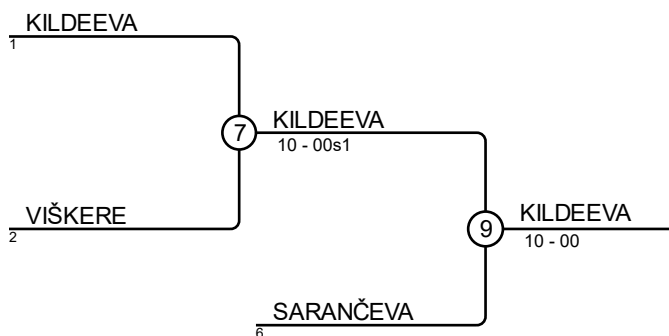 KILDEEVA
1
7
KILDEEVA
10 - 00s1
VIŠKERE
2
9
KILDEEVA
10 - 00
SARANČEVA
6